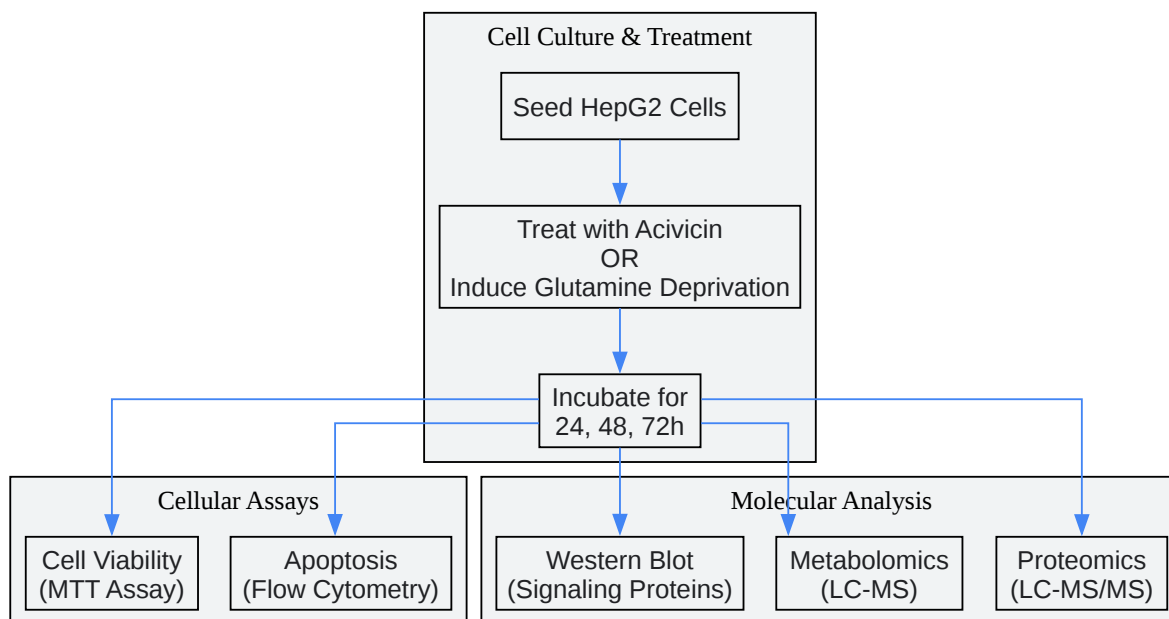 Cell Culture & Treatment
Seed HepG2 Cells
Treat with Acivicin
OR
Induce Glutamine Deprivation
Incubate for
24, 48, 72h
Cellular Assays
Cell Viability
(MTT Assay)
Apoptosis
(Flow Cytometry)
Molecular Analysis
Western Blot
(Signaling Proteins)
Metabolomics
(LC-MS)
Proteomics
(LC-MS/MS)